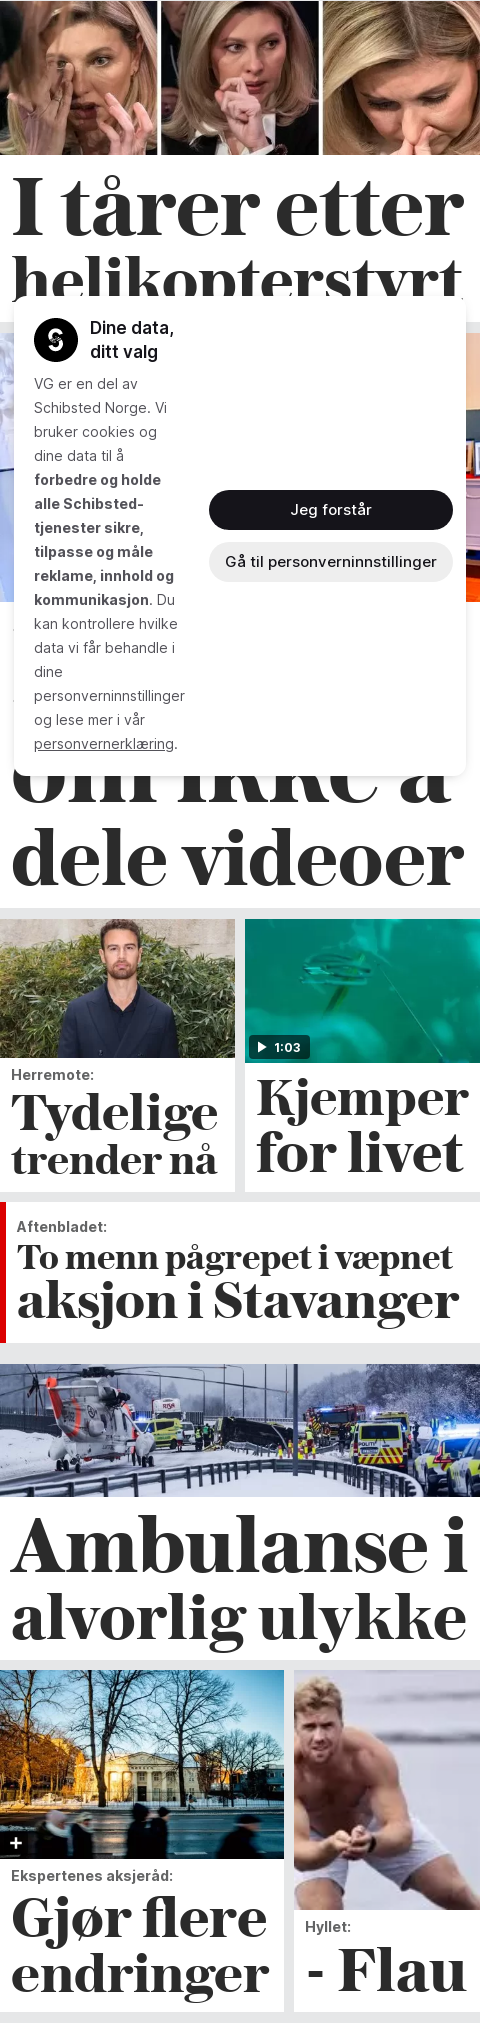 I tårer etter
helikopterstyrt
Dine data,
ditt valg
VG er en del av
Schibsted Norge. Vi
bruker cookies og
dine data til å
forbedre og holde
alle Schibsted-
tjenester sikre,
tilpasse og måle
reklame, innhold og
kommunikasjon. Du
kan kontrollere hvilke
data vi får behandle i
dine
personverninnstillinger
og lese mer i vår
personvernerklæring.
Jeg forstår
Gå til personverninnstillinger
om ikke å
dele videoer
1:03
Herremote:
Tydelige
trender nå
Kjemper
for livet
Aftenbladet:
To menn pågrepet i væpnet
aksjon i Stavanger
Ambulanse i
alvorlig ulykke
Ekspertenes aksjeråd:
Gjør flere
endringer
Hyllet:
- Flau